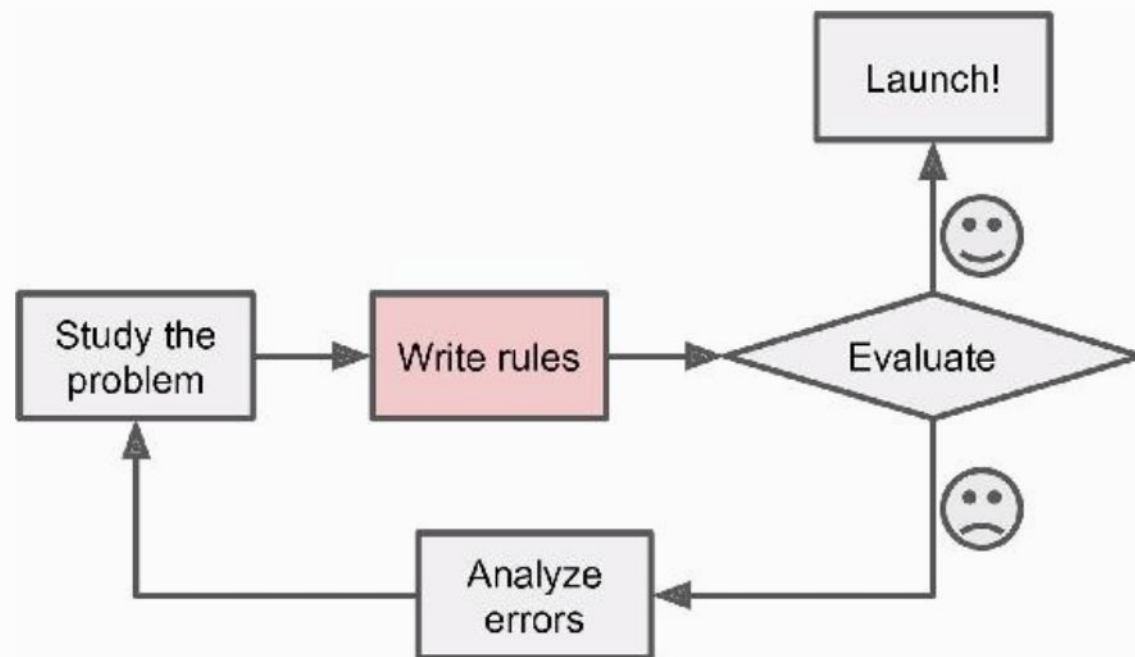 Launch!
Study the
problem
Write rules
Evaluate
Analyze
errors